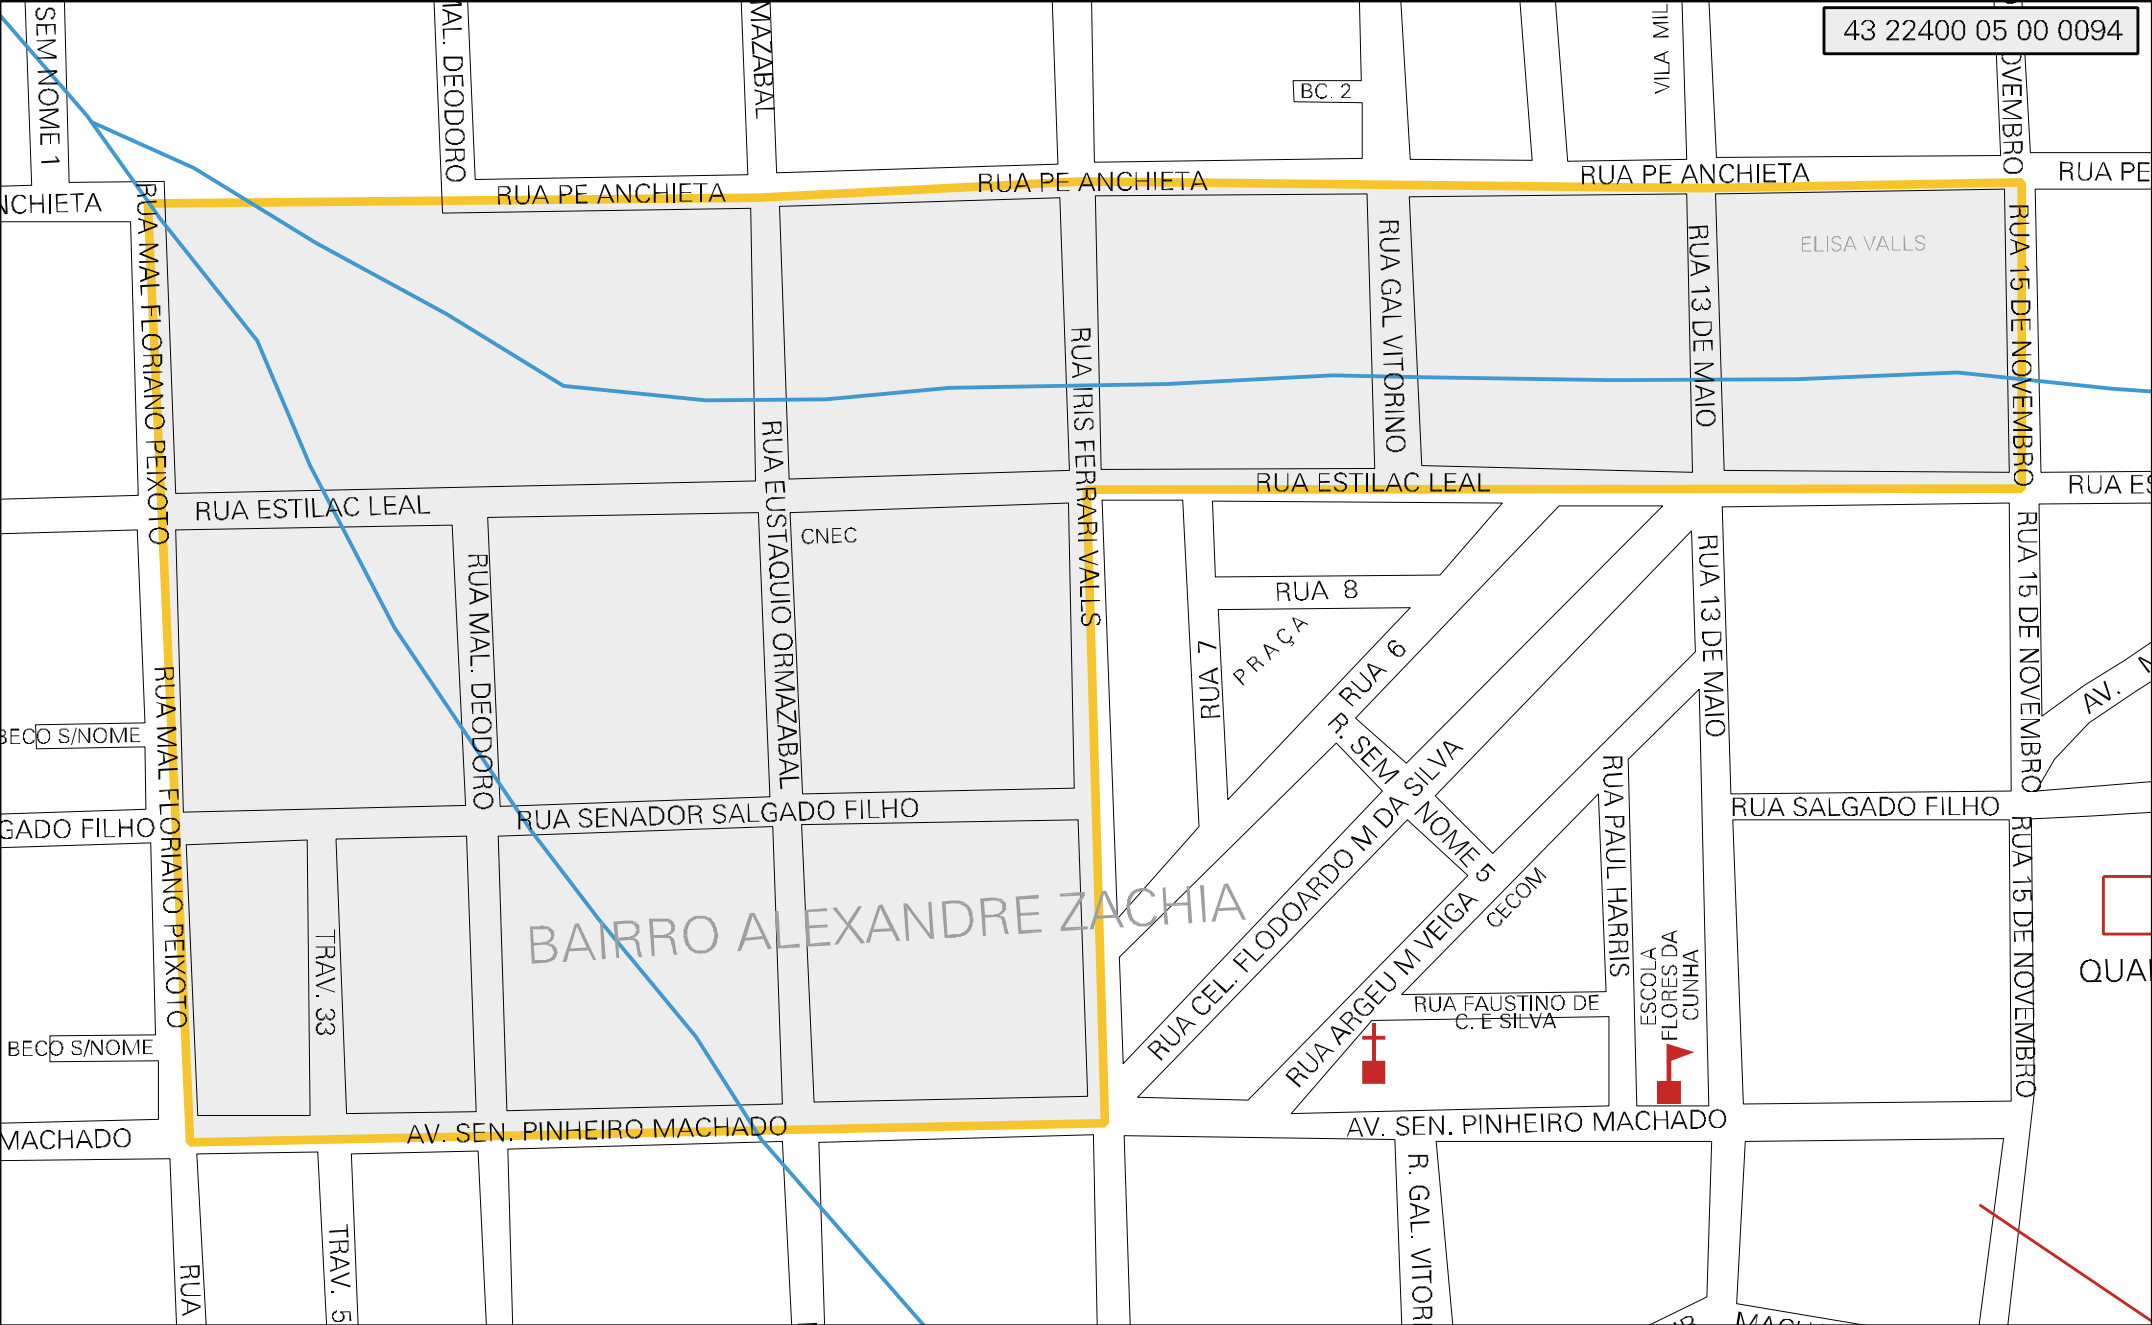 43 22400 05 00 0094
SEM NOME 1
AL. DEODORO
MAZABAL
BC. 2
OVEMBRO
NCHIETA
RUA PE ANCHIETA
RUA PE ANCHIETA
RUA PE ANCHIETA
RUA PE
RUA MAL FLORIANO PEIXOTO
RUA IRIS FERRARI VALLS
RUA GAL VITORINO
RUA 13 DE MAIO
ELISA VALLS
RUA 15 DE NOVEMBRO
RUA ESTILAC LEAL
RUA EUSTAQUIO ORMAZABAL
CNEC
RUA ESTILAC LEAL
RUA ES
RUA MAL. DEODORO
RUA 8
PRAÇA
RUA 7
RUA 6
RUA 13 DE MAIO
RUA 15 DE NOVEMBRO
AV.
BECO S/NOME
RUA MAL FLORIANO PEIXOTO
R. SEM NOME 5
RUA CEL. FLODOARDO M DA SILVA
RUA ARGEU M VEIGA
CECOM
RUA PAUL HARRIS
GADO FILHO
RUA SENADOR SALGADO FILHO
RUA SALGADO FILHO
RUA 15 DE NOVEMBRO
BAIRRO ALEXANDRE ZACHIA
TRAV. 33
ESCOLA
FLORES DA
CUNHA
QUA
RUA FAUSTINO DE
C. E SILVA
BECO S/NOME
MACHADO
AV. SEN. PINHEIRO MACHADO
AV. SEN. PINHEIRO MACHADO
RUA
TRAV. 5
R. GAL. VITOR